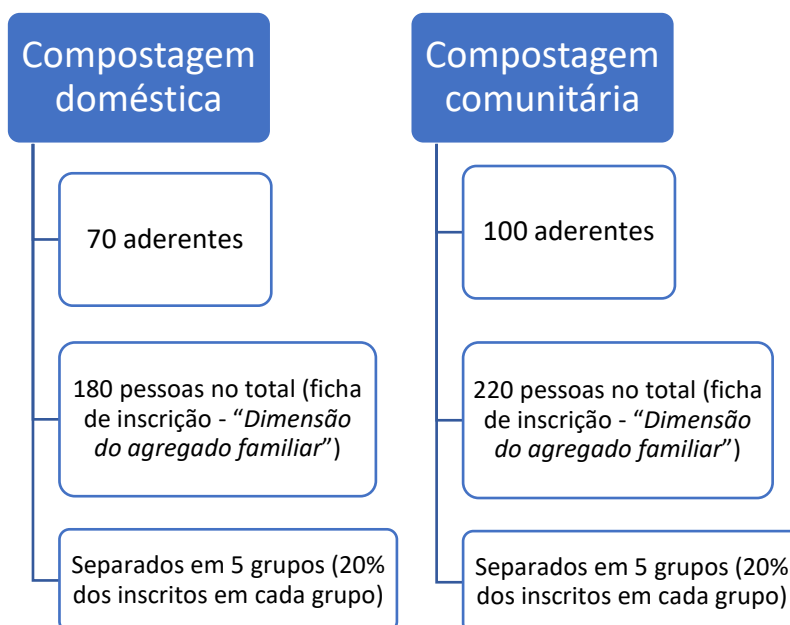 Compostagem
doméstica
70 aderentes
180 pessoas no total (ficha
de inscrição - “Dimensão
do agregado familiar”)
Separados em 5 grupos (20%
dos inscritos em cada grupo)
Compostagem
comunitária
100 aderentes
220 pessoas no total (ficha
de inscrição - “Dimensão
do agregado familiar”)
Separados em 5 grupos (20%
dos inscritos em cada grupo)